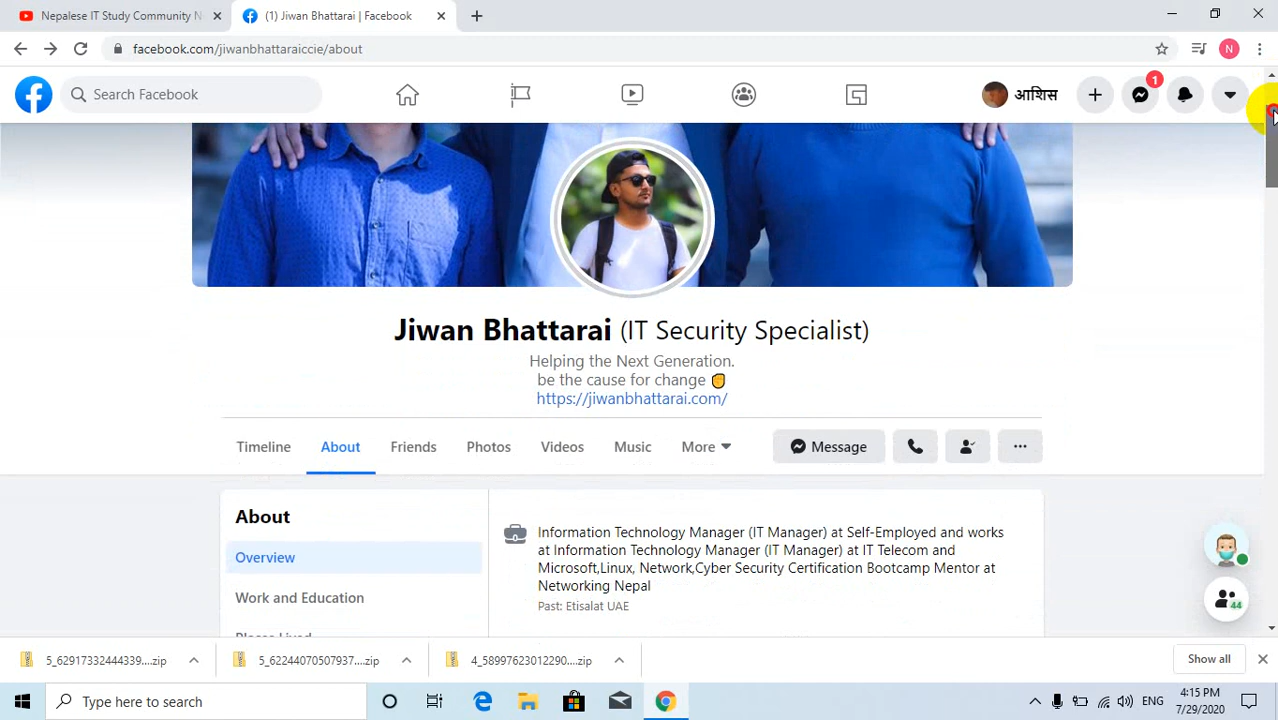 Nepalese IT Study Community N
(1) Jiwan Bhattarai | Facebook
facebook.com/jiwanbhattaraiccie/about
N
Search Facebook
आशिस
1
Jiwan Bhattarai (IT Security Specialist)
Helping the Next Generation.
be the cause for change ✊
https://jiwanbhattarai.com/
Timeline About Friends Photos Videos Music More Message
About
Overview
Work and Education
Places Lived
Information Technology Manager (IT Manager) at Self-Employed and works
at Information Technology Manager (IT Manager) at IT Telecom and
Microsoft,Linux, Network,Cyber Security Certification Bootcamp Mentor at
Networking Nepal
Past: Etisalat UAE
44
5_62917332444339....zip
5_62244070507937....zip
4_58997623012290....zip
Show all
Type here to search
ENG
4:15 PM
7/29/2020